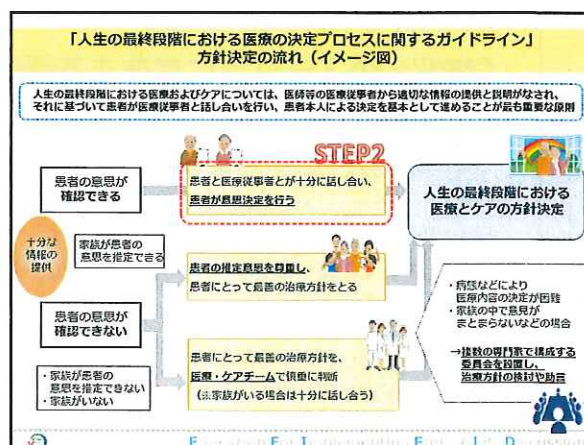 「人生の最終段階における医療の決定プロセスに関するガイドライン」
方針決定の流れ（イメージ図）
人生の最終段階における医療およびケアについては、医師等の医療従事者から適切な情報の提供と説明がなされ、
それに基づいて患者が医療従事者と話し合いを行い、患者本人による決定を基本として進めることが最も重要な原則
STEP2
患者の意思が
確認できる
患者と医療従事者とが十分に話し合い、
患者が意思決定を行う
人生の最終段階における
医療とケアの方針決定
十分な
情報の
提供
家族が患者の
意思を推定できる
患者の推定意思を尊重し、
患者にとって最善の治療方針をとる
患者の意思が
確認できない
・病態などにより
医療内容の決定が困難
・家族の中で意見が
まとまらないなどの場合
→複数の専門家で構成する
委員会を設置し、
治療方針の検討や助言
・家族が患者の
意思を推定できない
・家族がいない
患者にとって最善の治療方針を、
医療・ケアチームで慎重に判断
（※家族がいる場合は十分に話し合う）